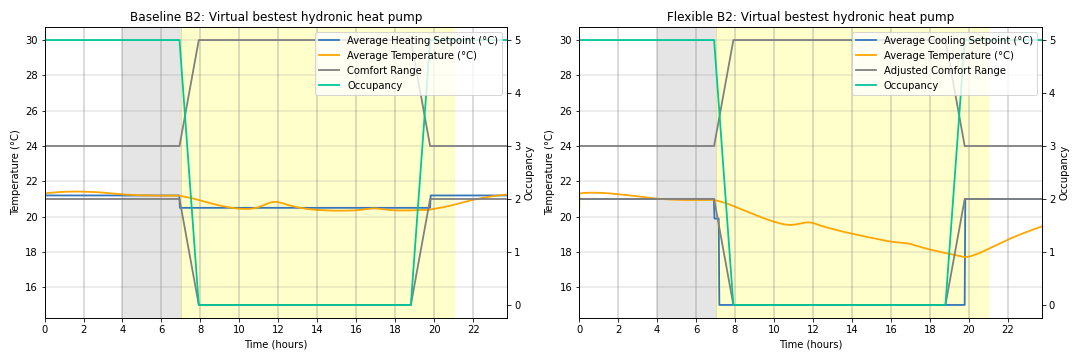 Baseline B2: Virtual bestest hydronic heat pump
30
28
26
24
22
20
18
16
Temperature (°C)
Average Heating Setpoint (°C)
Average Temperature (°C)
Comfort Range
Occupancy
5
4
3
2
1
0
Occupancy
0 2 4 6 8 10 12 14 16 18 20 22
Time (hours)
Flexible B2: Virtual bestest hydronic heat pump
30
28
26
24
22
20
18
16
Temperature (°C)
Average Cooling Setpoint (°C)
Average Temperature (°C)
Adjusted Comfort Range
Occupancy
5
4
3
2
1
0
Occupancy
0 2 4 6 8 10 12 14 16 18 20 22
Time (hours)